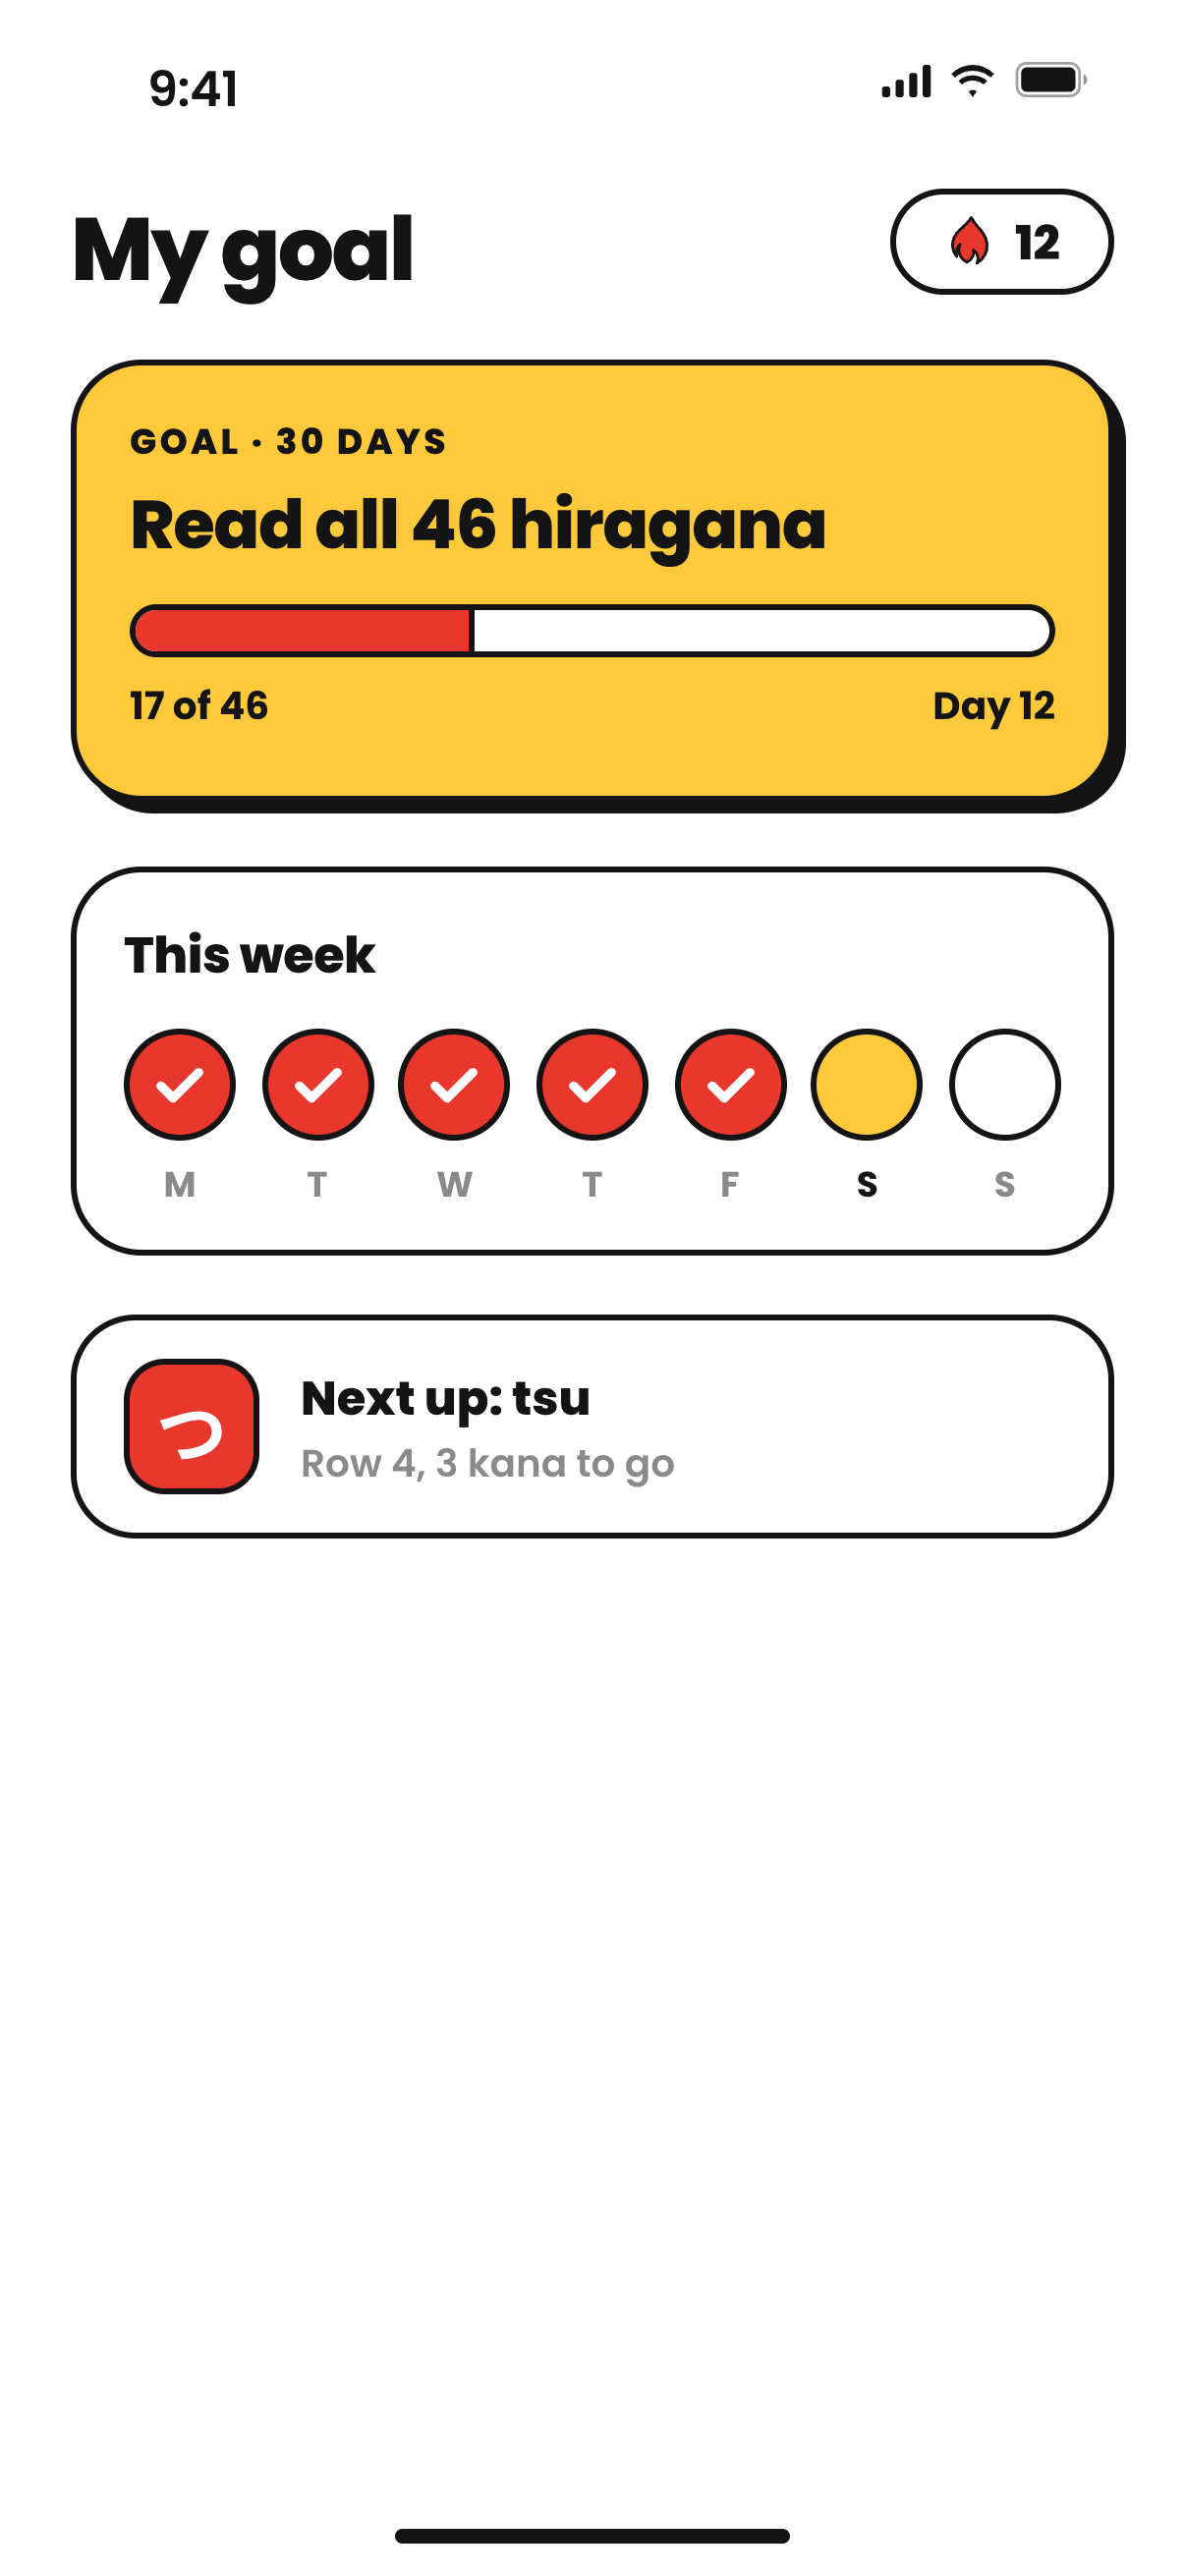 9:41
My goal
12
GOAL · 30 DAYS
Read all 46 hiragana
17 of 46
Day 12
This week
M T W T F S S
つ
Next up: tsu
Row 4, 3 kana to go